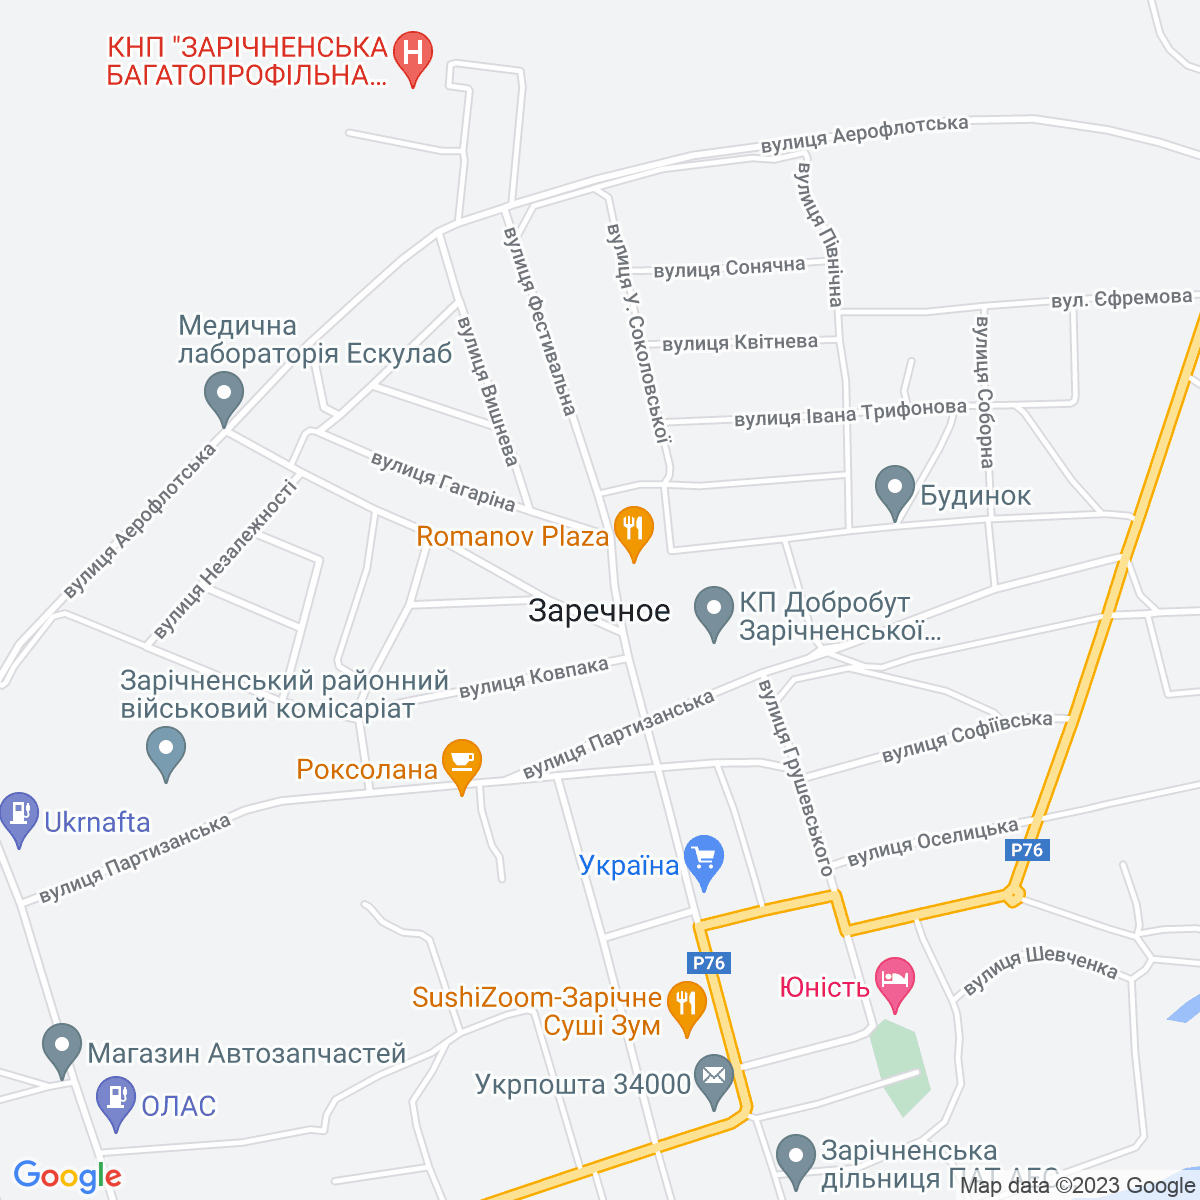 КНП "ЗАРІЧНЕНСЬКА
БАГАТОПРОФІЛЬНА...
вулиця Аерофлотська
вулиця Північна
вулиця Сонячна
вулиця У. Соколовської
вулиця Фестивальна
вул. Єфремова
Медична
лабораторія Ескулаб
вулиця Вишнева
вулиця Квітнева
вулиця Соборна
вулиця Івана Трифонова
вулиця Аерофлотська
вулиця Незалежності
вулиця Гагаріна
Будинок
Romanov Plaza
Заречное
КП Добробут
Зарічненської...
Зарічненський районний
військовий комісаріат
вулиця Ковпака
вулиця Партизанська
вулиця Грушевського
вулиця Софіївська
Роксолана
Ukrnafta
вулиця Партизанська
Україна
вулиця Оселицька
P76
P76
вулиця Шевченка
Юність
SushiZoom-Зарічне
Суші Зум
Магазин Автозапчастей
Укрпошта 34000
ОЛАС
Зарічненська
дільниця ПАТ АЕС
Google
Map data ©2023 Google